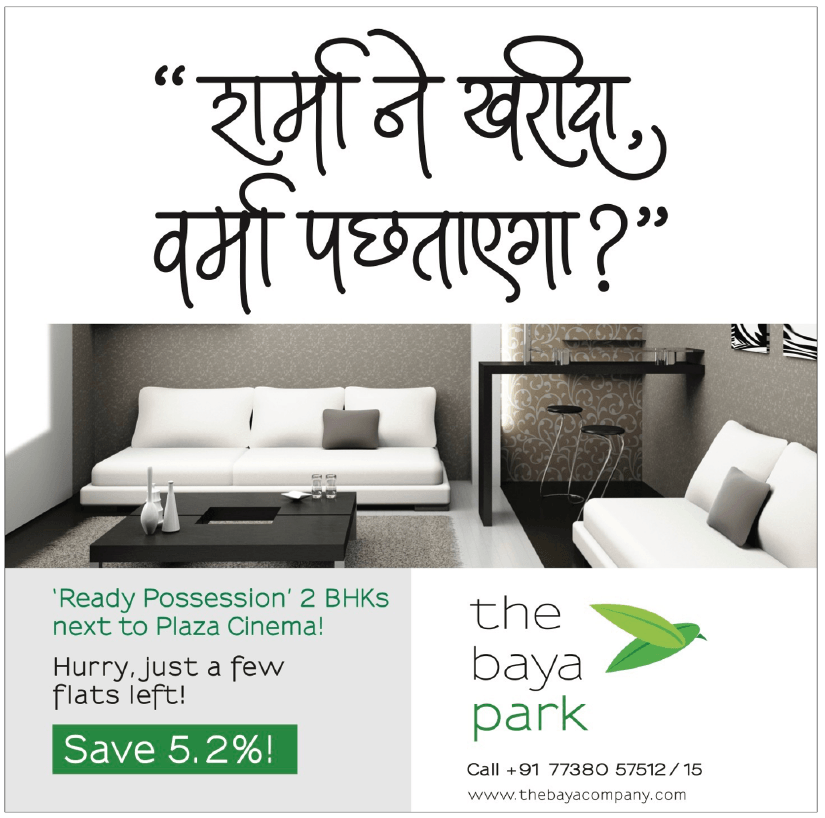 “शर्मा ने खरीदा,
वर्मा पछताएगा?”
‘Ready Possession’ 2 BHKs
next to Plaza Cinema!
Hurry, just a few
flats left!
Save 5.2%!
the
baya
park
Call +91 77380 57512/15
www.thebayacompany.com